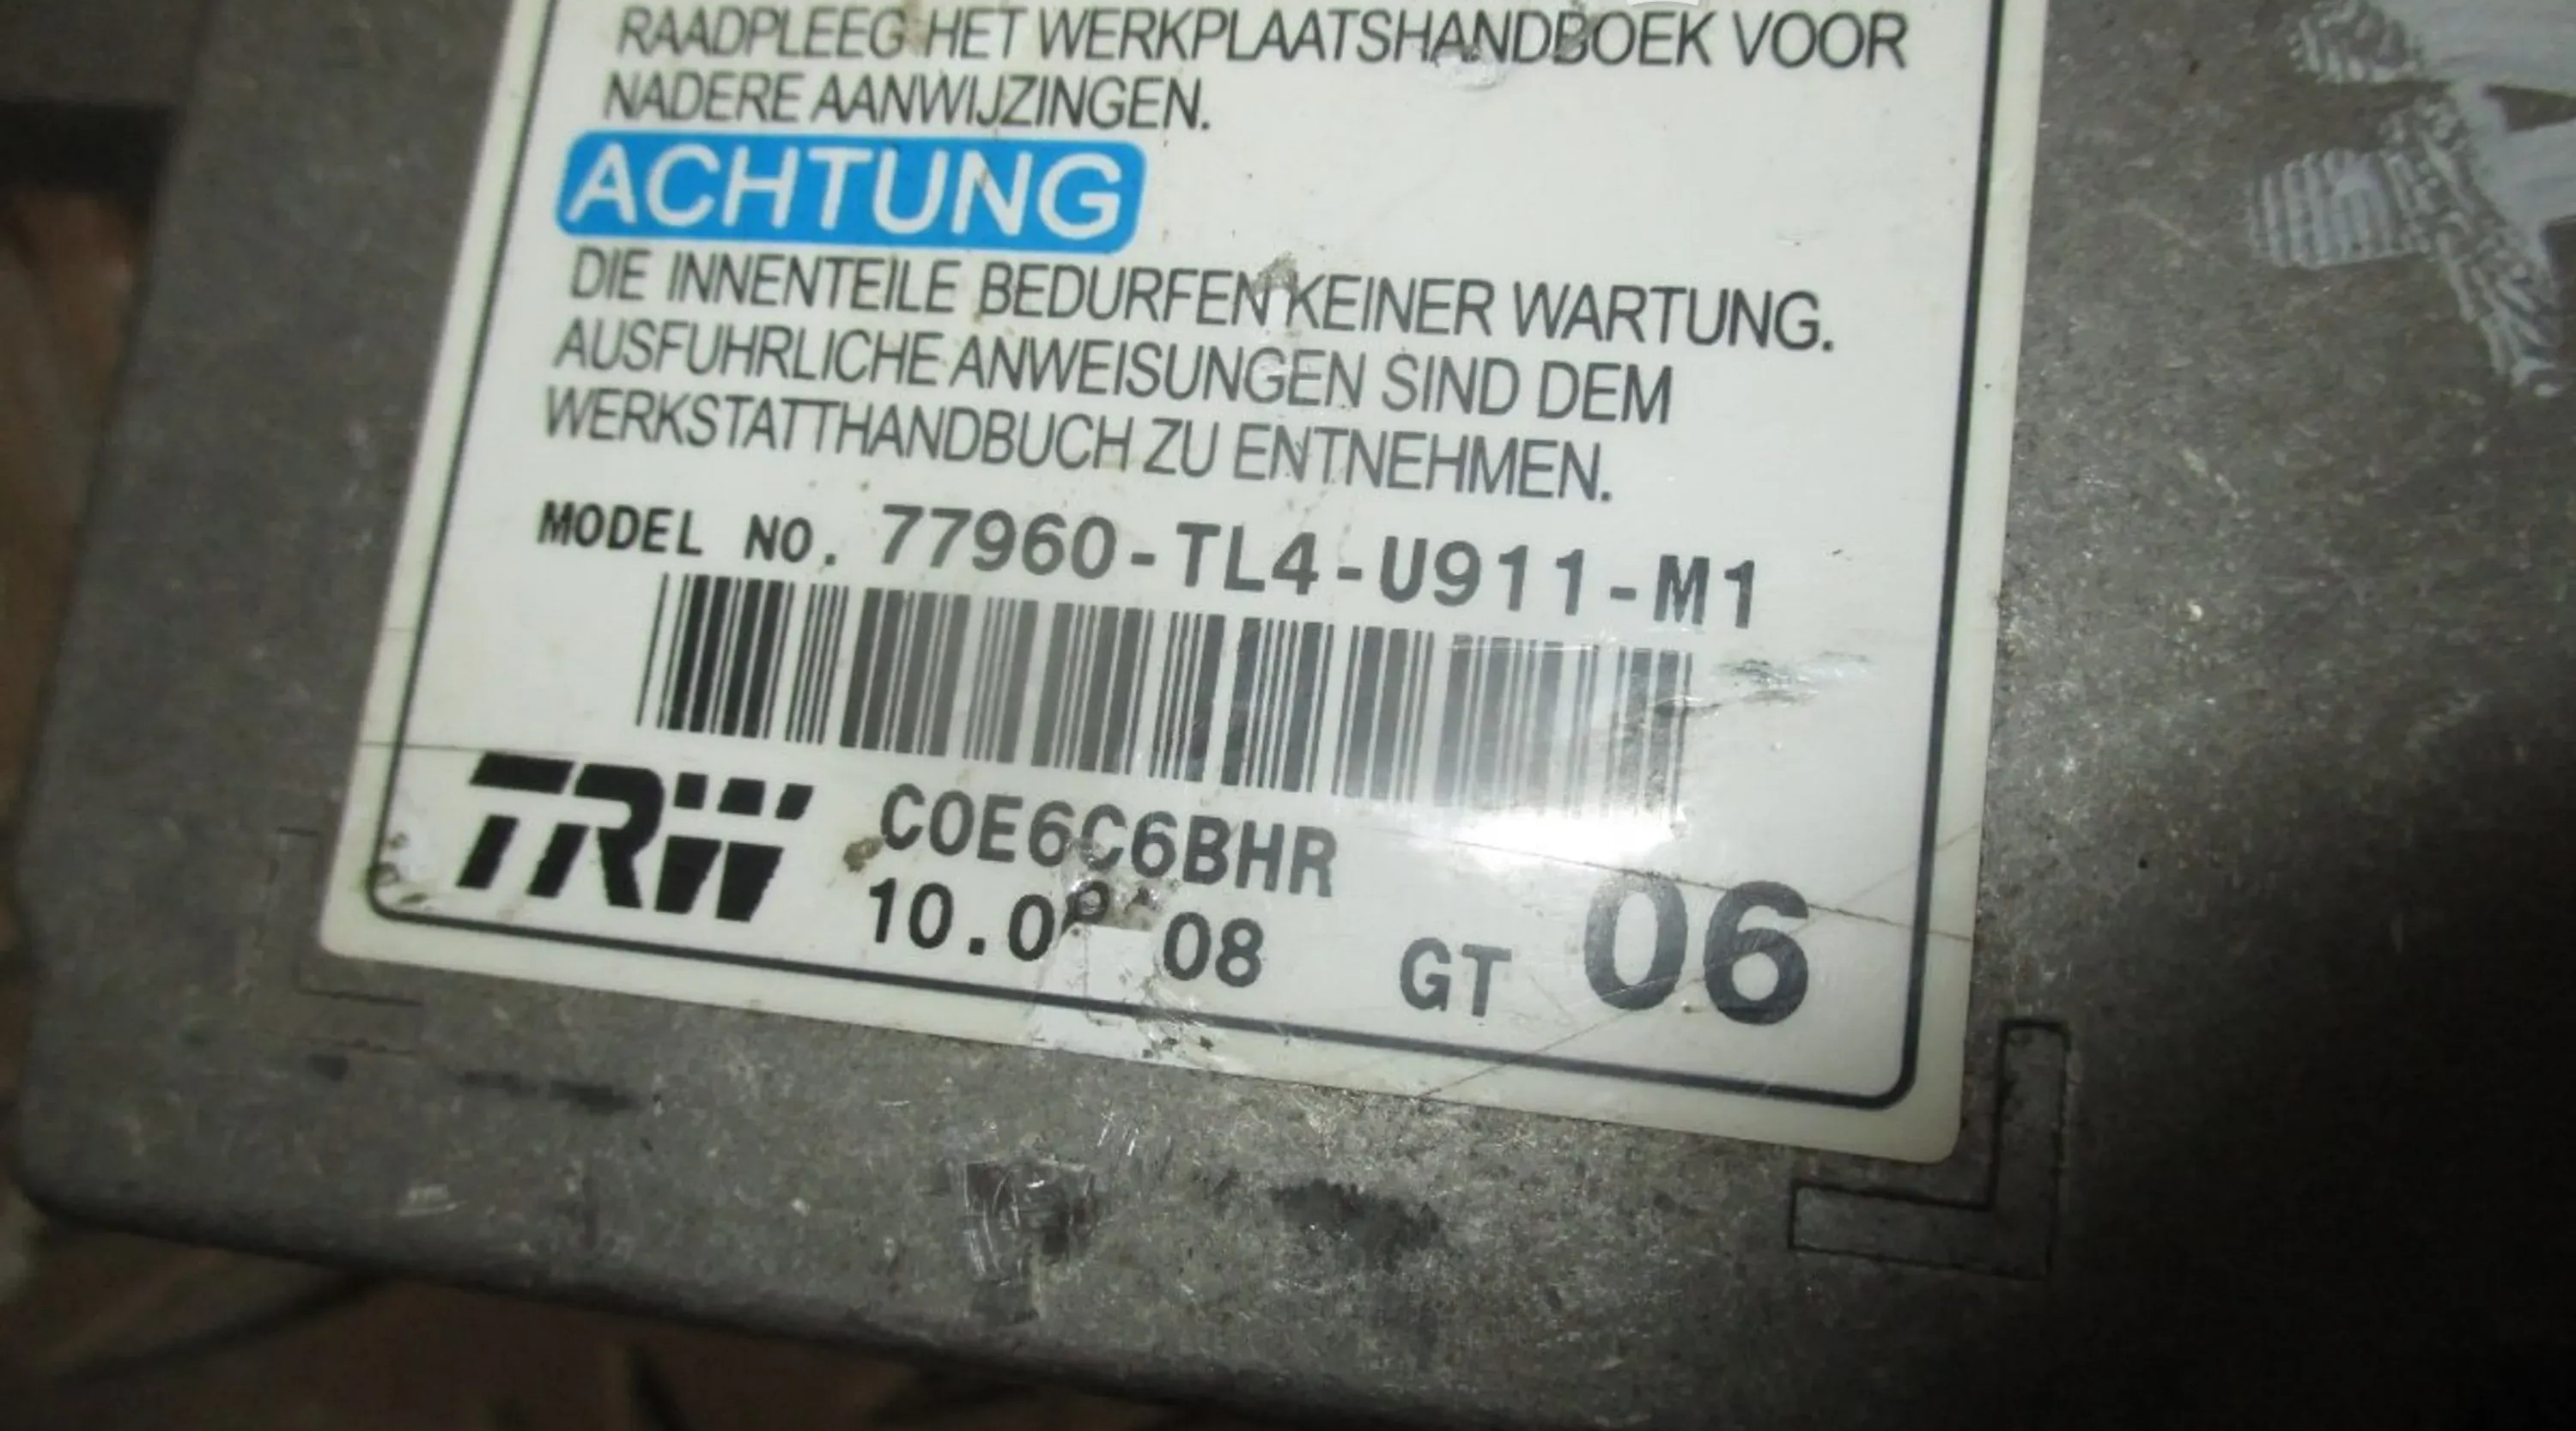 RAADPLEEG HET WERKPLAATSHANDBOEK VOOR
NADERE AANWIJZINGEN.
ACHTUNG
DIE INNENTEILE BEDURFEN KEINER WARTUNG.
AUSFUHRLICHE ANWEISUNGEN SIND DEM
WERKSTATTHANDBUCH ZU ENTNEHMEN.
MODEL NO. 77960-TL4-U911-M1
TRW
C0E6C6BHR
08
GT 06